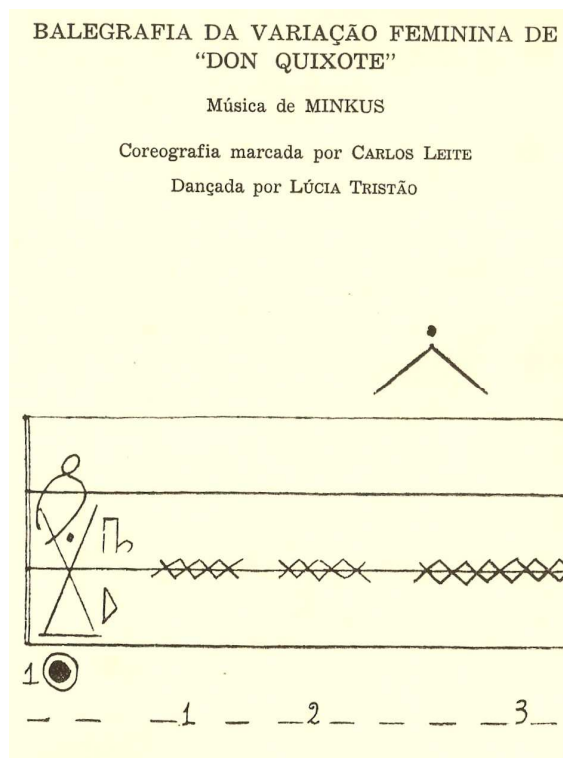 BALEGRAFIA DA VARIAÇÃO FEMININA DE
“DON QUIXOTE”
Música de MINKUS
Coreografia marcada por CARLOS LEITE
Dançada por LÚCIA TRISTÃO
1
1 2 3